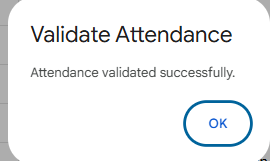 Validate Attendance
Attendance validated successfully.
OK